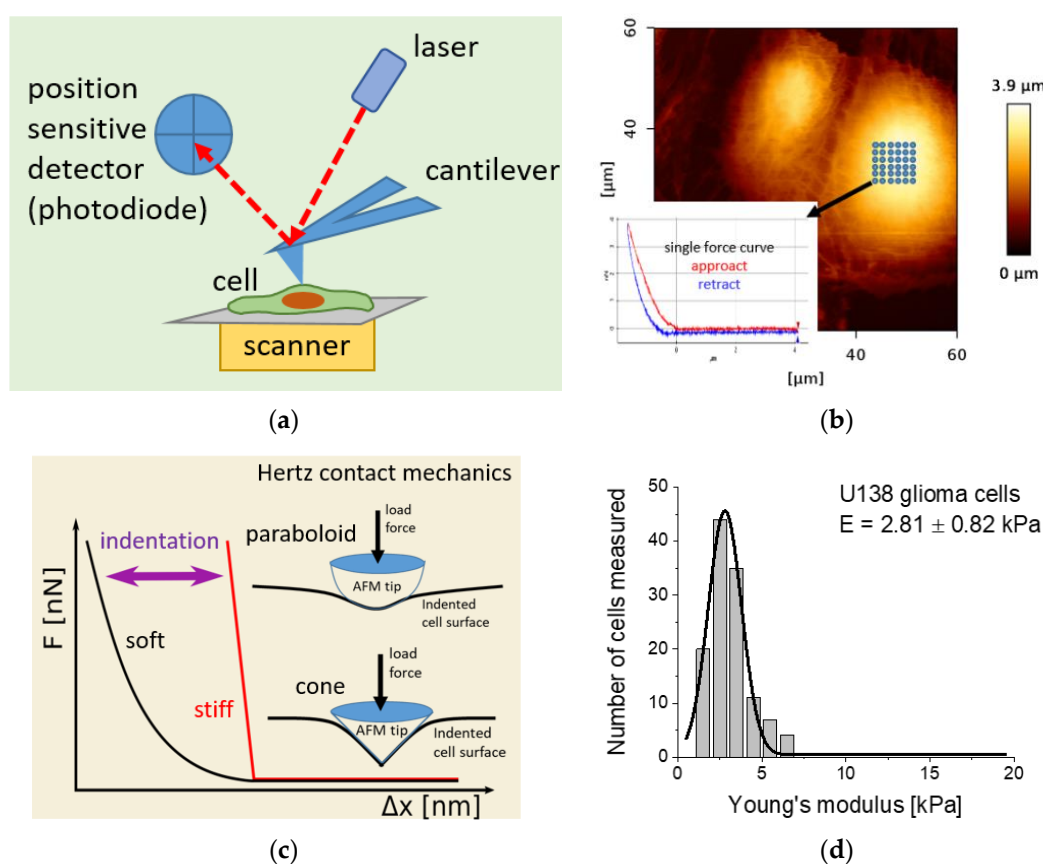 laser
position
sensitive
detector
(photodiode)
cantilever
cell
scanner
(a)
60
40
[µm]
single force curve
approact
retract
0
2
4
40
60
[µm]
3.9 µm
0 µm
(b)
Hertz contact mechanics
F [nN]
indentation
soft
stiff
paraboloid
load
force
AFM tip
Indented
cell surface
cone
load
force
AFM tip
Indented
cell surface
Δx [nm]
(c)
U138 glioma cells
E = 2.81 ± 0.82 kPa
Number of cells measured
50
40
30
20
10
0
0
5
10
15
20
Young's modulus [kPa]
(d)